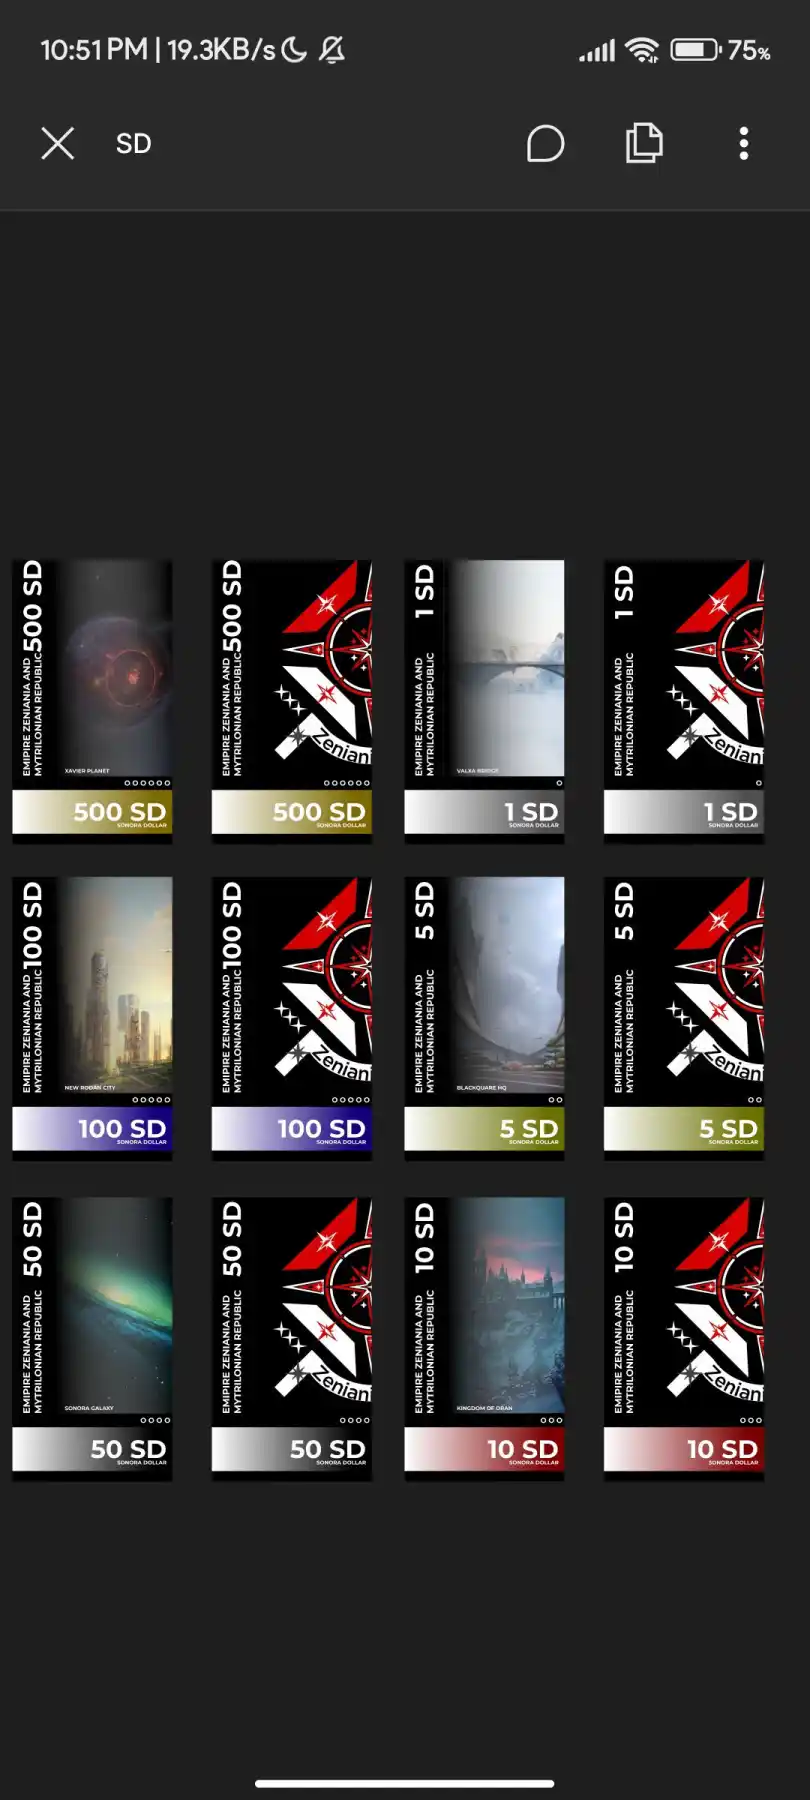 10:51 PM | 19.3KB/s
75%
SD
500 SD
EMIPIRE ZENIANIA AND
MYTRILONIAN REPUBLIC
XAVIER PLANET
500 SD
SONORA DOLLAR
500 SD
EMIPIRE ZENIANIA AND
MYTRILONIAN REPUBLIC
Zenian
500 SD
SONORA DOLLAR
1 SD
EMIPIRE ZENIANIA AND
MYTRILONIAN REPUBLIC
VALXA BRIDGE
1 SD
SONORA DOLLAR
1 SD
EMIPIRE ZENIANIA AND
MYTRILONIAN REPUBLIC
Zenian
1 SD
SONORA DOLLAR
100 SD
EMIPIRE ZENIANIA AND
MYTRILONIAN REPUBLIC
NEW RODAN CITY
100 SD
SONORA DOLLAR
100 SD
EMIPIRE ZENIANIA AND
MYTRILONIAN REPUBLIC
Zenian
100 SD
SONORA DOLLAR
5 SD
EMIPIRE ZENIANIA AND
MYTRILONIAN REPUBLIC
BLACKQUARE HQ
5 SD
SONORA DOLLAR
5 SD
EMIPIRE ZENIANIA AND
MYTRILONIAN REPUBLIC
Zenian
5 SD
SONORA DOLLAR
50 SD
EMIPIRE ZENIANIA AND
MYTRILONIAN REPUBLIC
SONORA GALAXY
50 SD
SONORA DOLLAR
50 SD
EMIPIRE ZENIANIA AND
MYTRILONIAN REPUBLIC
Zenian
50 SD
SONORA DOLLAR
10 SD
EMIPIRE ZENIANIA AND
MYTRILONIAN REPUBLIC
KINGDOM OF ORAN
10 SD
SONORA DOLLAR
10 SD
EMIPIRE ZENIANIA AND
MYTRILONIAN REPUBLIC
Zenian
10 SD
SONORA DOLLAR